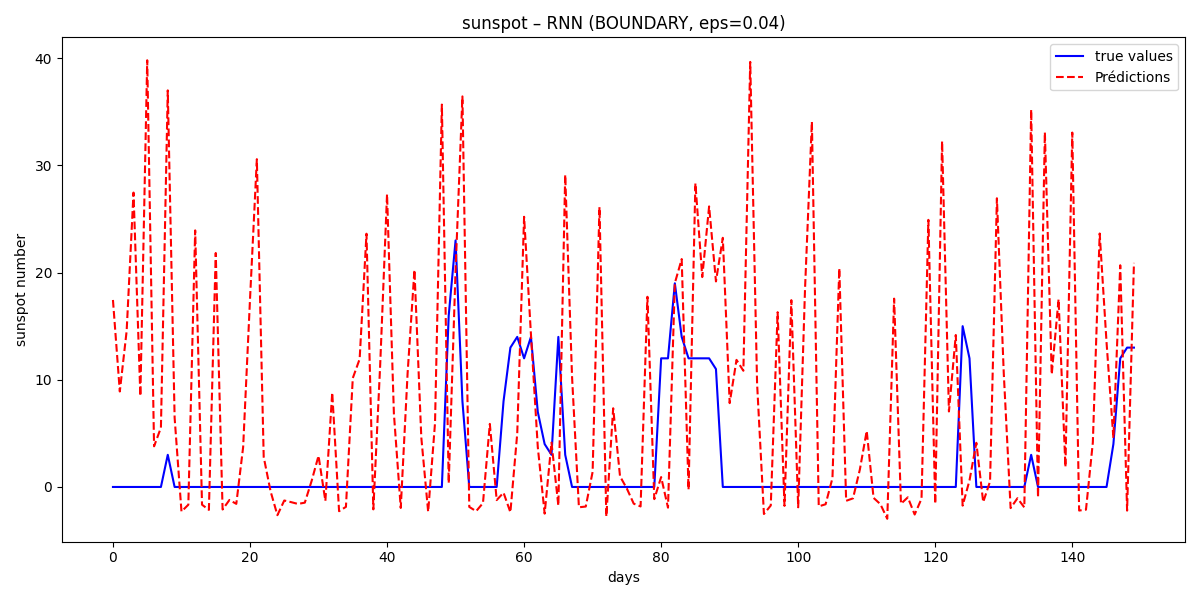 sunspot – RNN (BOUNDARY, eps=0.04)
true values
Prédictions
sunspot number
40
30
20
10
0
0 20 40 60 80 100 120 140
days